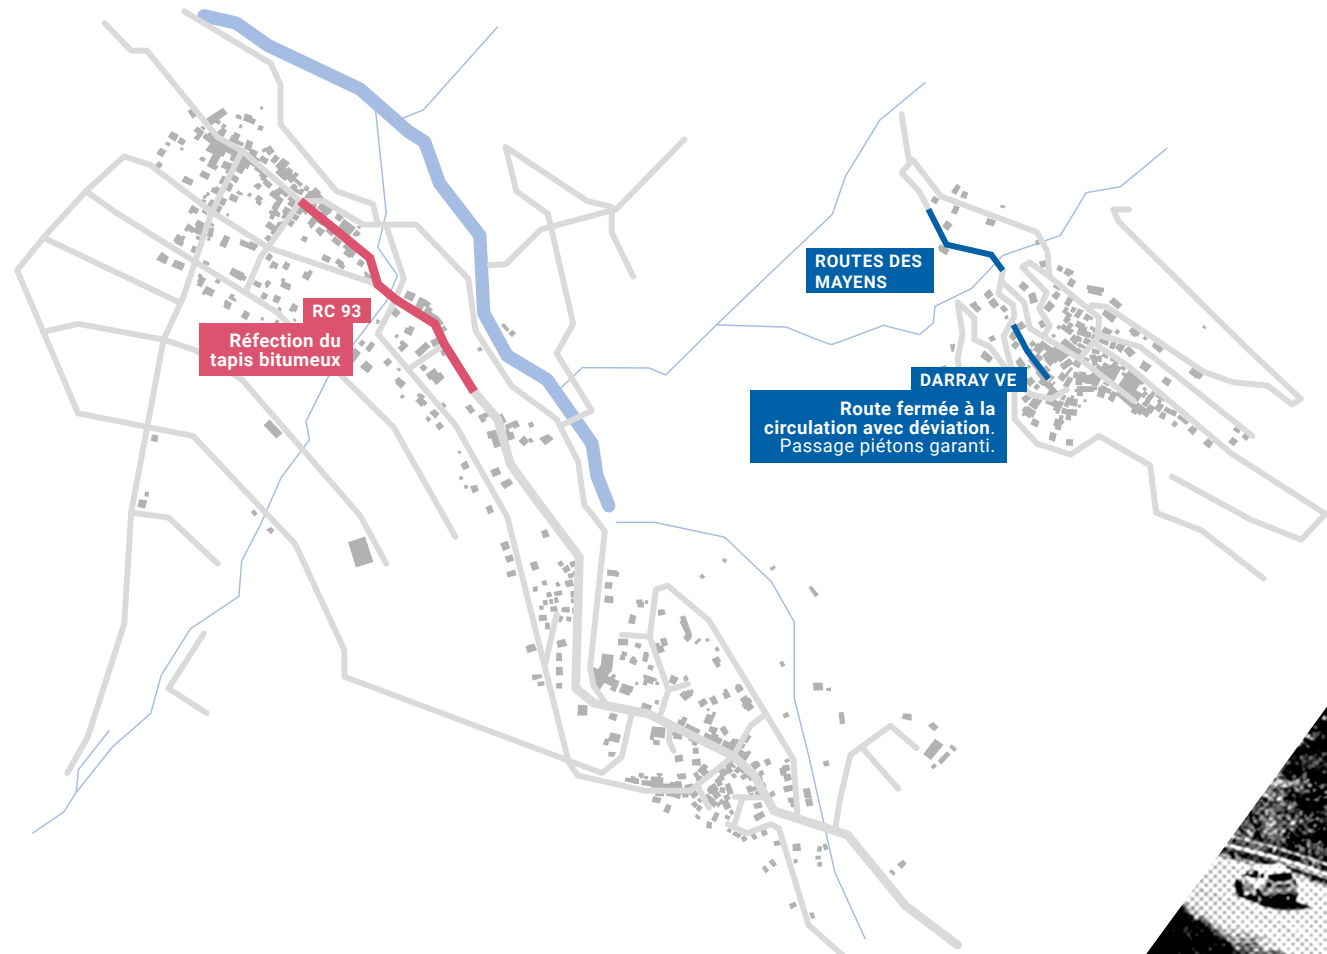 RC 93
Réfection du
tapis bitumeux
ROUTES DES
MAYENS
DARRAY VE
Route fermée à la
circulation avec déviation.
Passage piétons garanti.